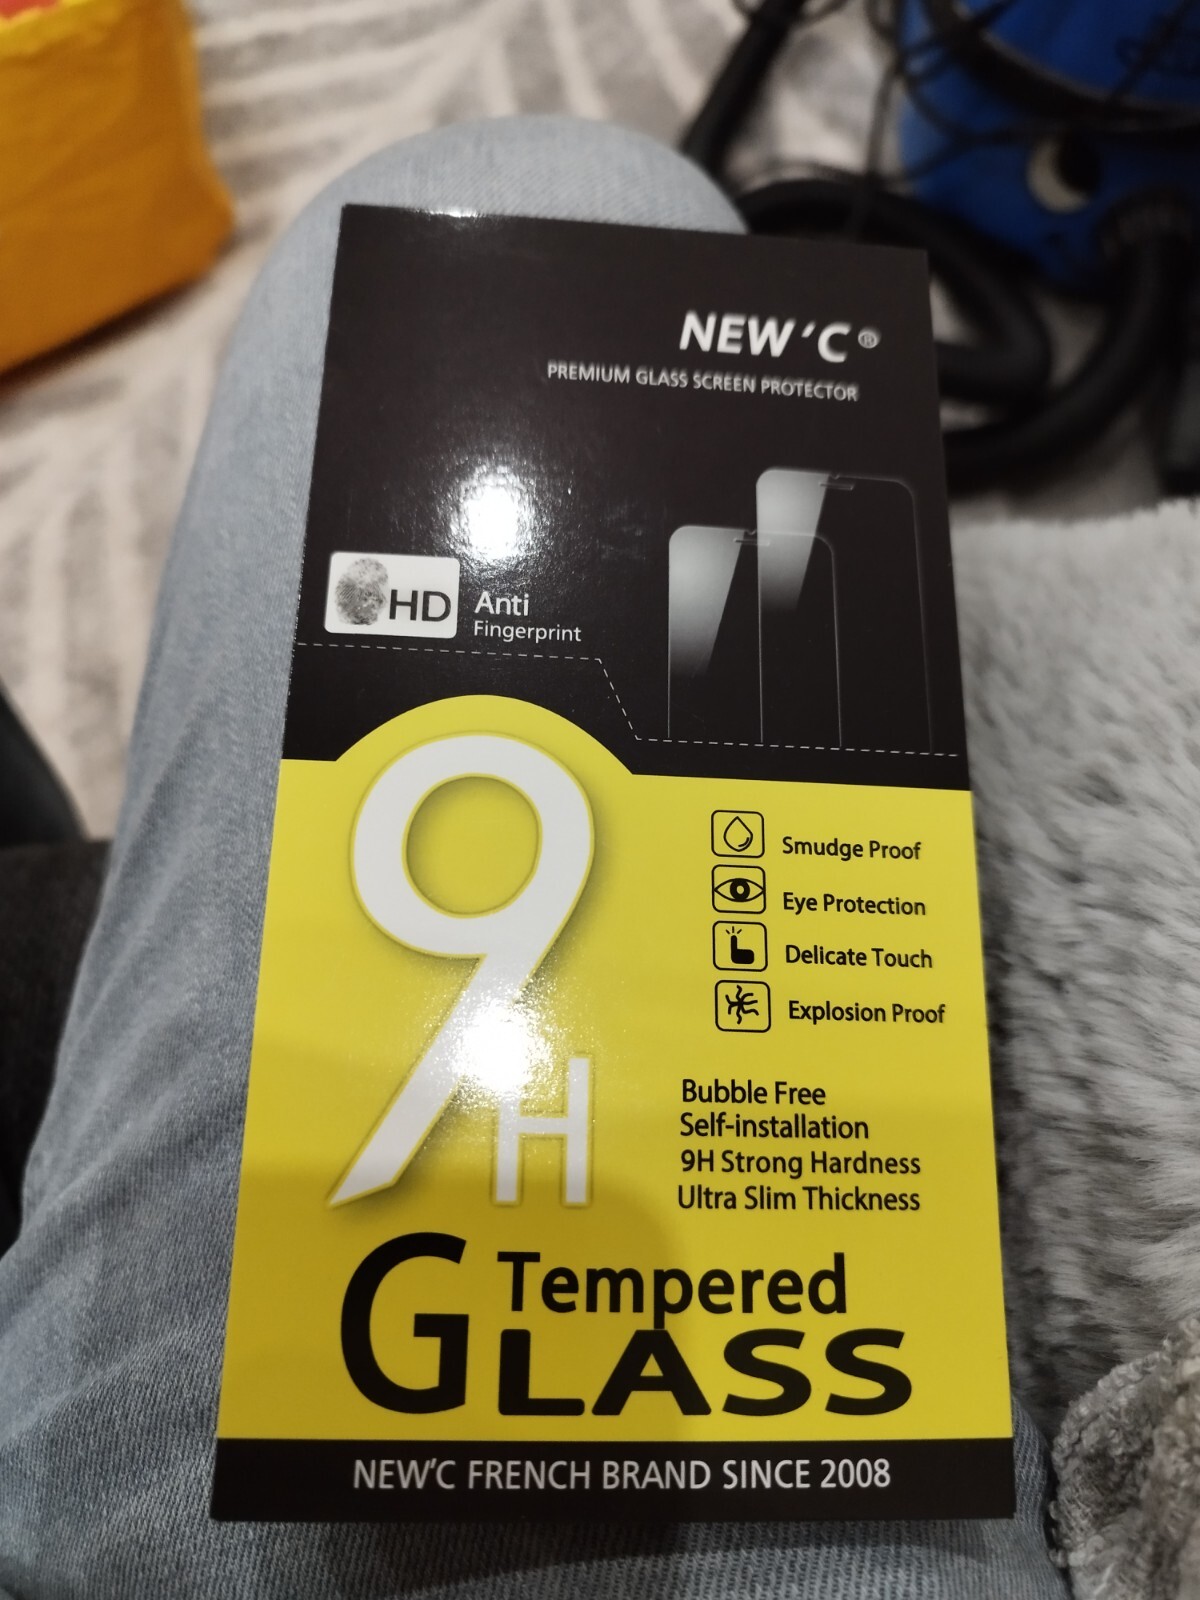 NEW'C®
PREMIUM GLASS SCREEN PROTECTOR
HD
Anti
Fingerprint
9H
Smudge Proof
Eye Protection
Delicate Touch
Explosion Proof
Bubble Free
Self-installation
9H Strong Hardness
Ultra Slim Thickness
Tempered
GLASS
NEW'C FRENCH BRAND SINCE 2008